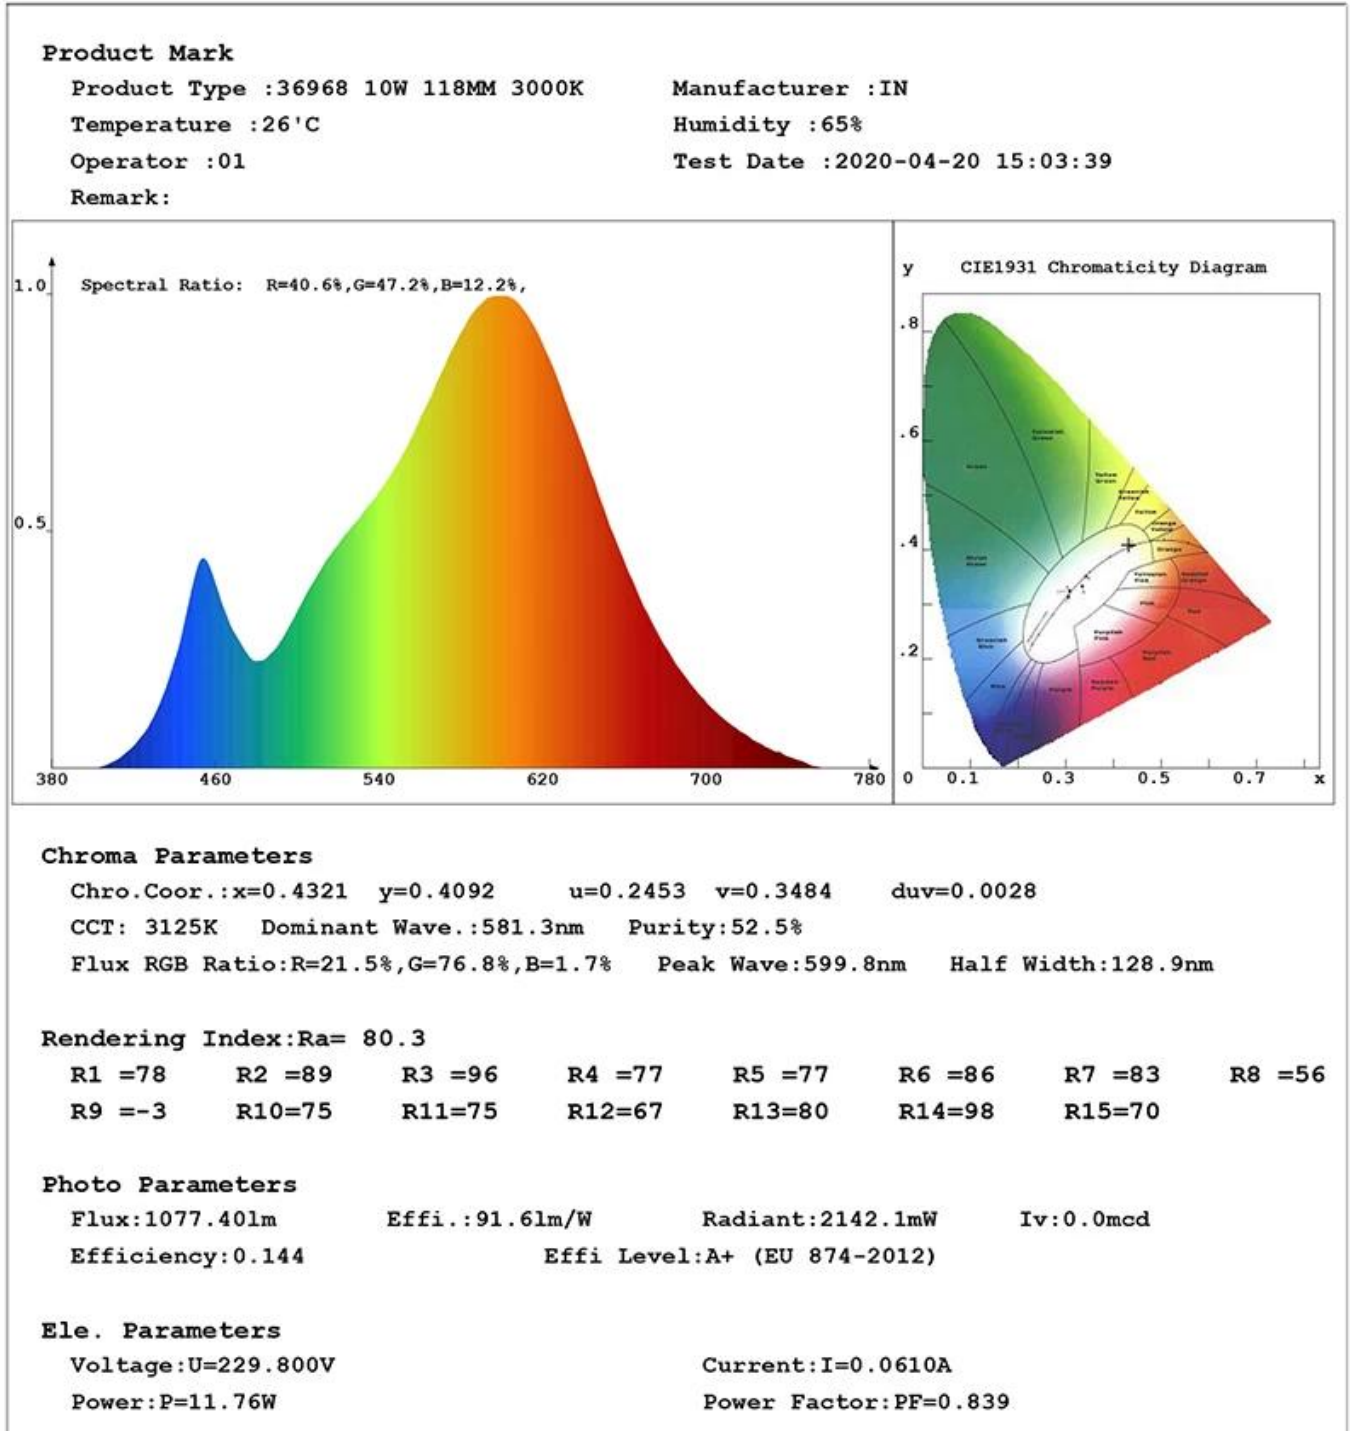 Product Mark
Product Type :36968 10W 118MM 3000K Manufacturer :IN
Temperature :26'C Humidity :65%
Operator :01 Test Date :2020-04-20 15:03:39
Remark:
Spectral Ratio: R=40.6%,G=47.2%,B=12.2%,
1.0
0.5
380 460 540 620 700 780
y CIE1931 Chromaticity Diagram
.8
.6
.4
.2
0 0.1 0.3 0.5 0.7 x
Chroma Parameters
Chro.Coor.:x=0.4321 y=0.4092 u=0.2453 v=0.3484 duv=0.0028
CCT: 3125K Dominant Wave.:581.3nm Purity:52.5%
Flux RGB Ratio:R=21.5%,G=76.8%,B=1.7% Peak Wave:599.8nm Half Width:128.9nm
Rendering Index:Ra= 80.3
R1 =78 R2 =89 R3 =96 R4 =77 R5 =77 R6 =86 R7 =83 R8 =56
R9 =-3 R10=75 R11=75 R12=67 R13=80 R14=98 R15=70
Photo Parameters
Flux:1077.40lm Effi.:91.6lm/W Radiant:2142.1mW Iv:0.0mcd
Efficiency:0.144 Effi Level:A+ (EU 874-2012)
Ele. Parameters
Voltage:U=229.800V Current:I=0.0610A
Power:P=11.76W Power Factor:PF=0.839